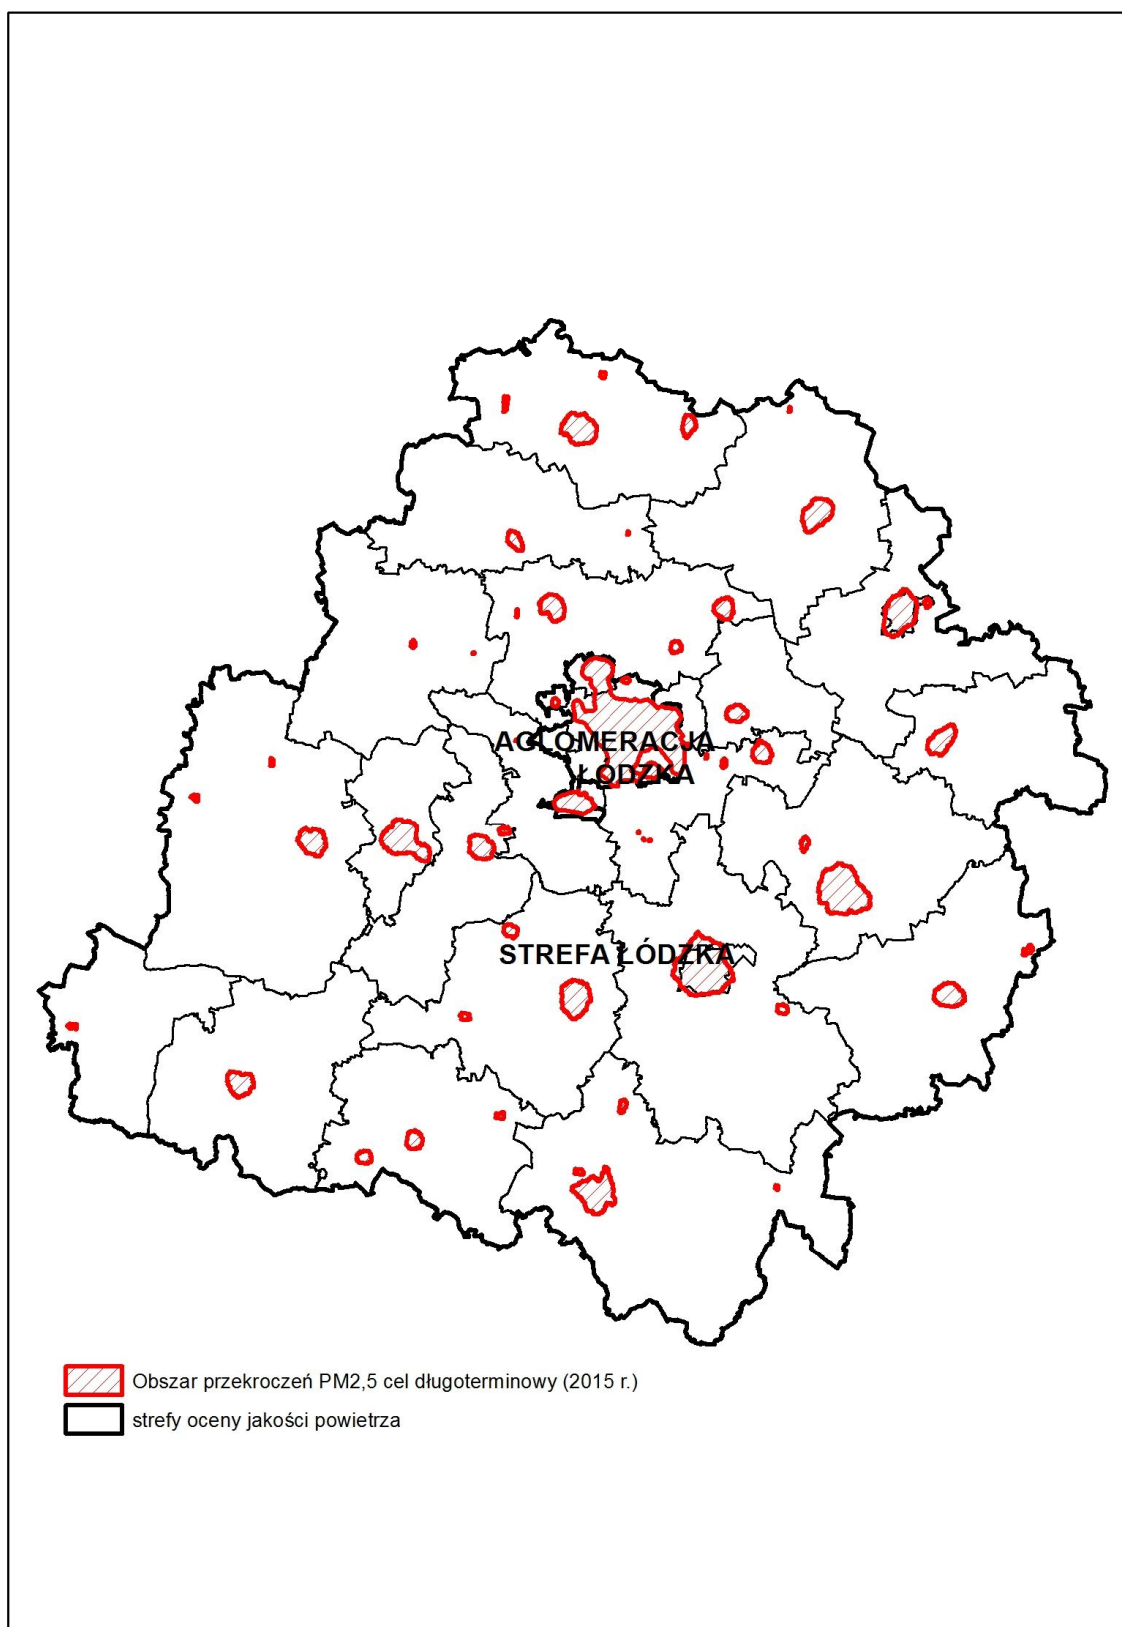 AGLOMERACJA
ŁÓDZKA
STREFA ŁÓDZKA
Obszar przekroczeń PM2,5 cel długoterminowy (2015 r.)
strefy oceny jakości powietrza